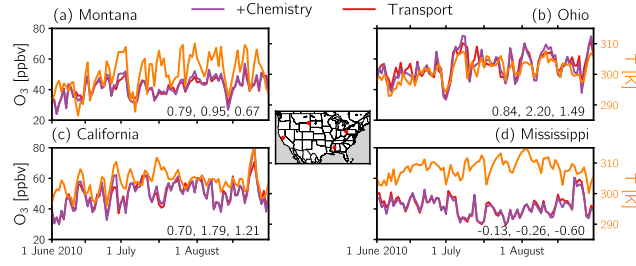 +Chemistry Transport
(a) Montana
(b) Ohio
O₃ [ppbv]
80
60
40
20
0.79, 0.95, 0.67
0.84, 2.20, 1.49
310
300
290
T [K]
(c) California
(d) Mississippi
O₃ [ppbv]
80
60
40
20
0.70, 1.79, 1.21
-0.13, -0.26, -0.60
310
300
290
T [K]
1 June 2010 1 July 1 August
1 June 2010 1 July 1 August